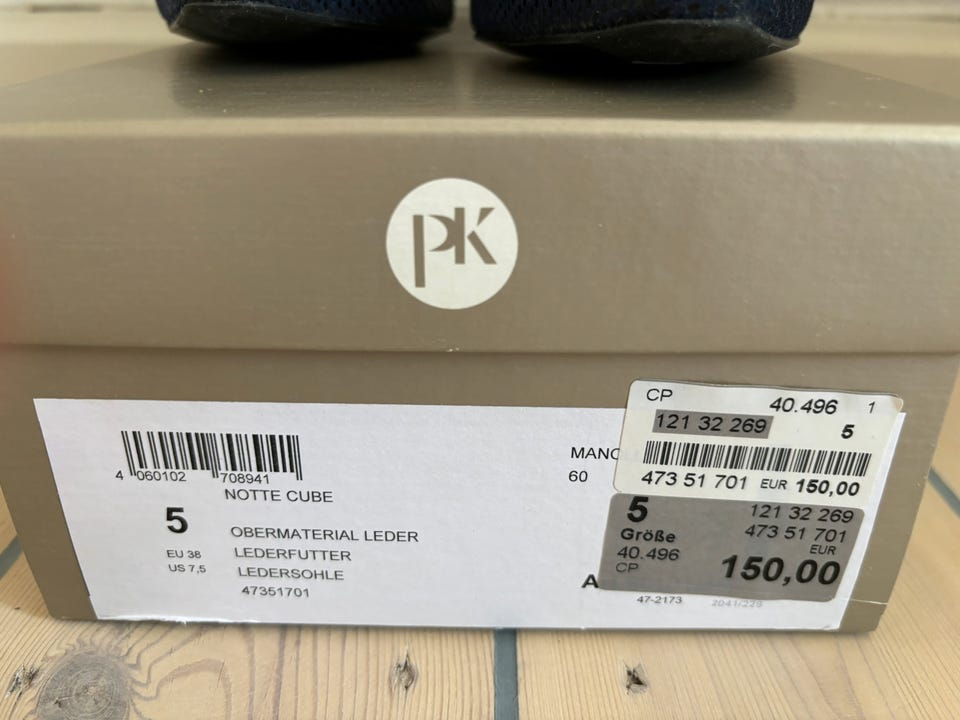 PK
4 060102 708941
NOTTE CUBE
5
EU 38
US 7,5
OBERMATERIAL LEDER
LEDERFUTTER
LEDERSOHLE
47351701
60
CP 40.496 1
121 32 269 5
473 51 701 EUR 150,00
5 121 32 269
Größe 473 51 701
40.496 EUR
CP 150,00
47-2173 2041/229